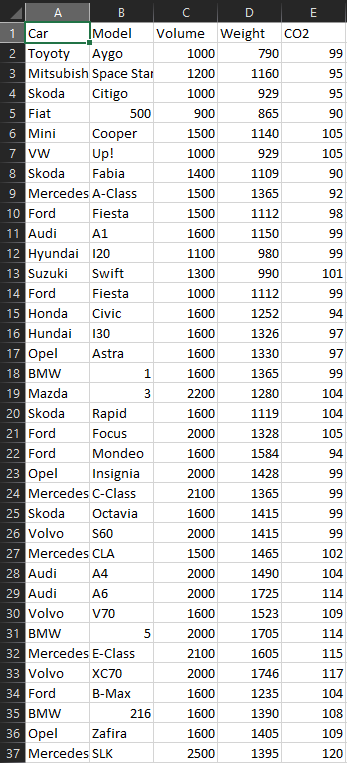 A B C D E
1 Car Model Volume Weight CO2
2 Toyoty Aygo 1000 790 99
3 Mitsubish Space Star 1200 1160 95
4 Skoda Citigo 1000 929 95
5 Fiat 500 900 865 90
6 Mini Cooper 1500 1140 105
7 VW Up! 1000 929 105
8 Skoda Fabia 1400 1109 90
9 Mercedes A-Class 1500 1365 92
10 Ford Fiesta 1500 1112 98
11 Audi A1 1600 1150 99
12 Hyundai I20 1100 980 99
13 Suzuki Swift 1300 990 101
14 Ford Fiesta 1000 1112 99
15 Honda Civic 1600 1252 94
16 Hundai I30 1600 1326 97
17 Opel Astra 1600 1330 97
18 BMW 1 1600 1365 99
19 Mazda 3 2200 1280 104
20 Skoda Rapid 1600 1119 104
21 Ford Focus 2000 1328 105
22 Ford Mondeo 1600 1584 94
23 Opel Insignia 2000 1428 99
24 Mercedes C-Class 2100 1365 99
25 Skoda Octavia 1600 1415 99
26 Volvo S60 2000 1415 99
27 Mercedes CLA 1500 1465 102
28 Audi A4 2000 1490 104
29 Audi A6 2000 1725 114
30 Volvo V70 1600 1523 109
31 BMW 5 2000 1705 114
32 Mercedes E-Class 2100 1605 115
33 Volvo XC70 2000 1746 117
34 Ford B-Max 1600 1235 104
35 BMW 216 1600 1390 108
36 Opel Zafira 1600 1405 109
37 Mercedes SLK 2500 1395 120